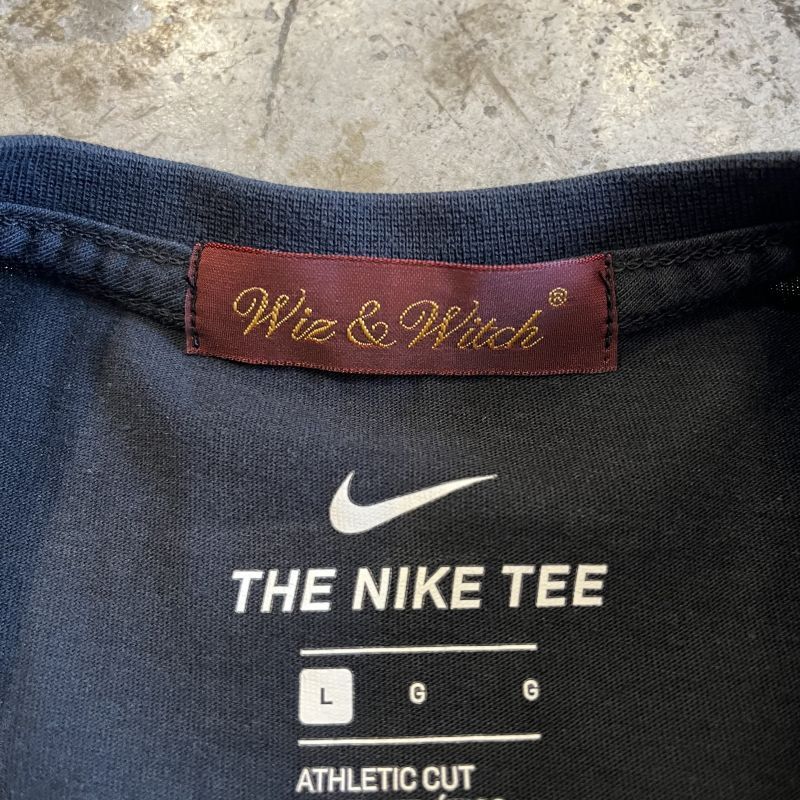 Wiz & Witch ®
THE NIKE TEE
L G G
ATHLETIC CUT